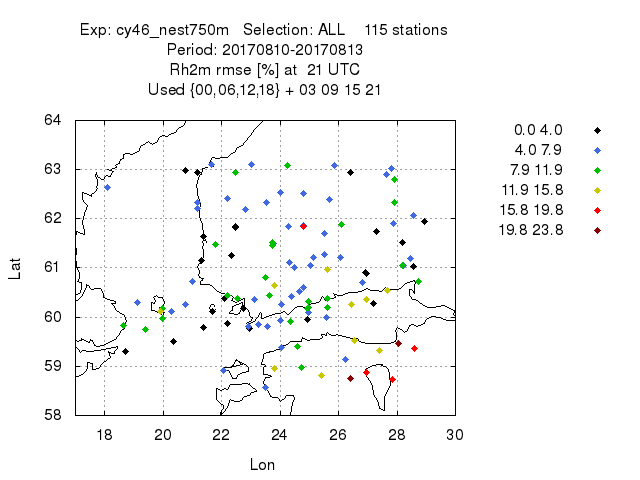 Exp: cy46_nest750m Selection: ALL 115 stations
Period: 20170810-20170813
Rh2m rmse [%] at 21 UTC
Used {00,06,12,18} + 03 09 15 21
64
63
62
61
60
59
58
18 20 22 24 26 28 30
Lat
Lon
0.0 4.0
4.0 7.9
7.9 11.9
11.9 15.8
15.8 19.8
19.8 23.8